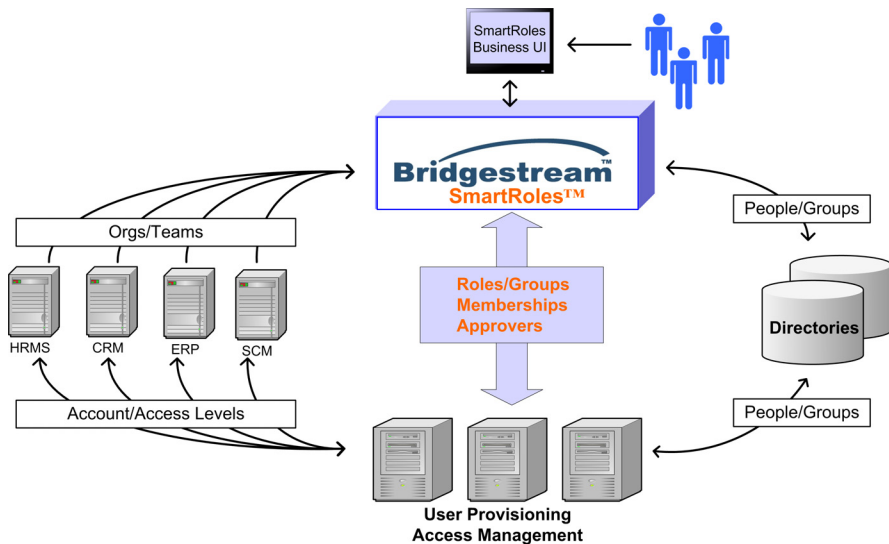 SmartRoles
Business UI
Bridgestream™
SmartRoles™
People/Groups
Orgs/Teams
Roles/Groups
Memberships
Approvers
Directories
HRMS
CRM
ERP
SCM
Account/Access Levels
People/Groups
User Provisioning
Access Management